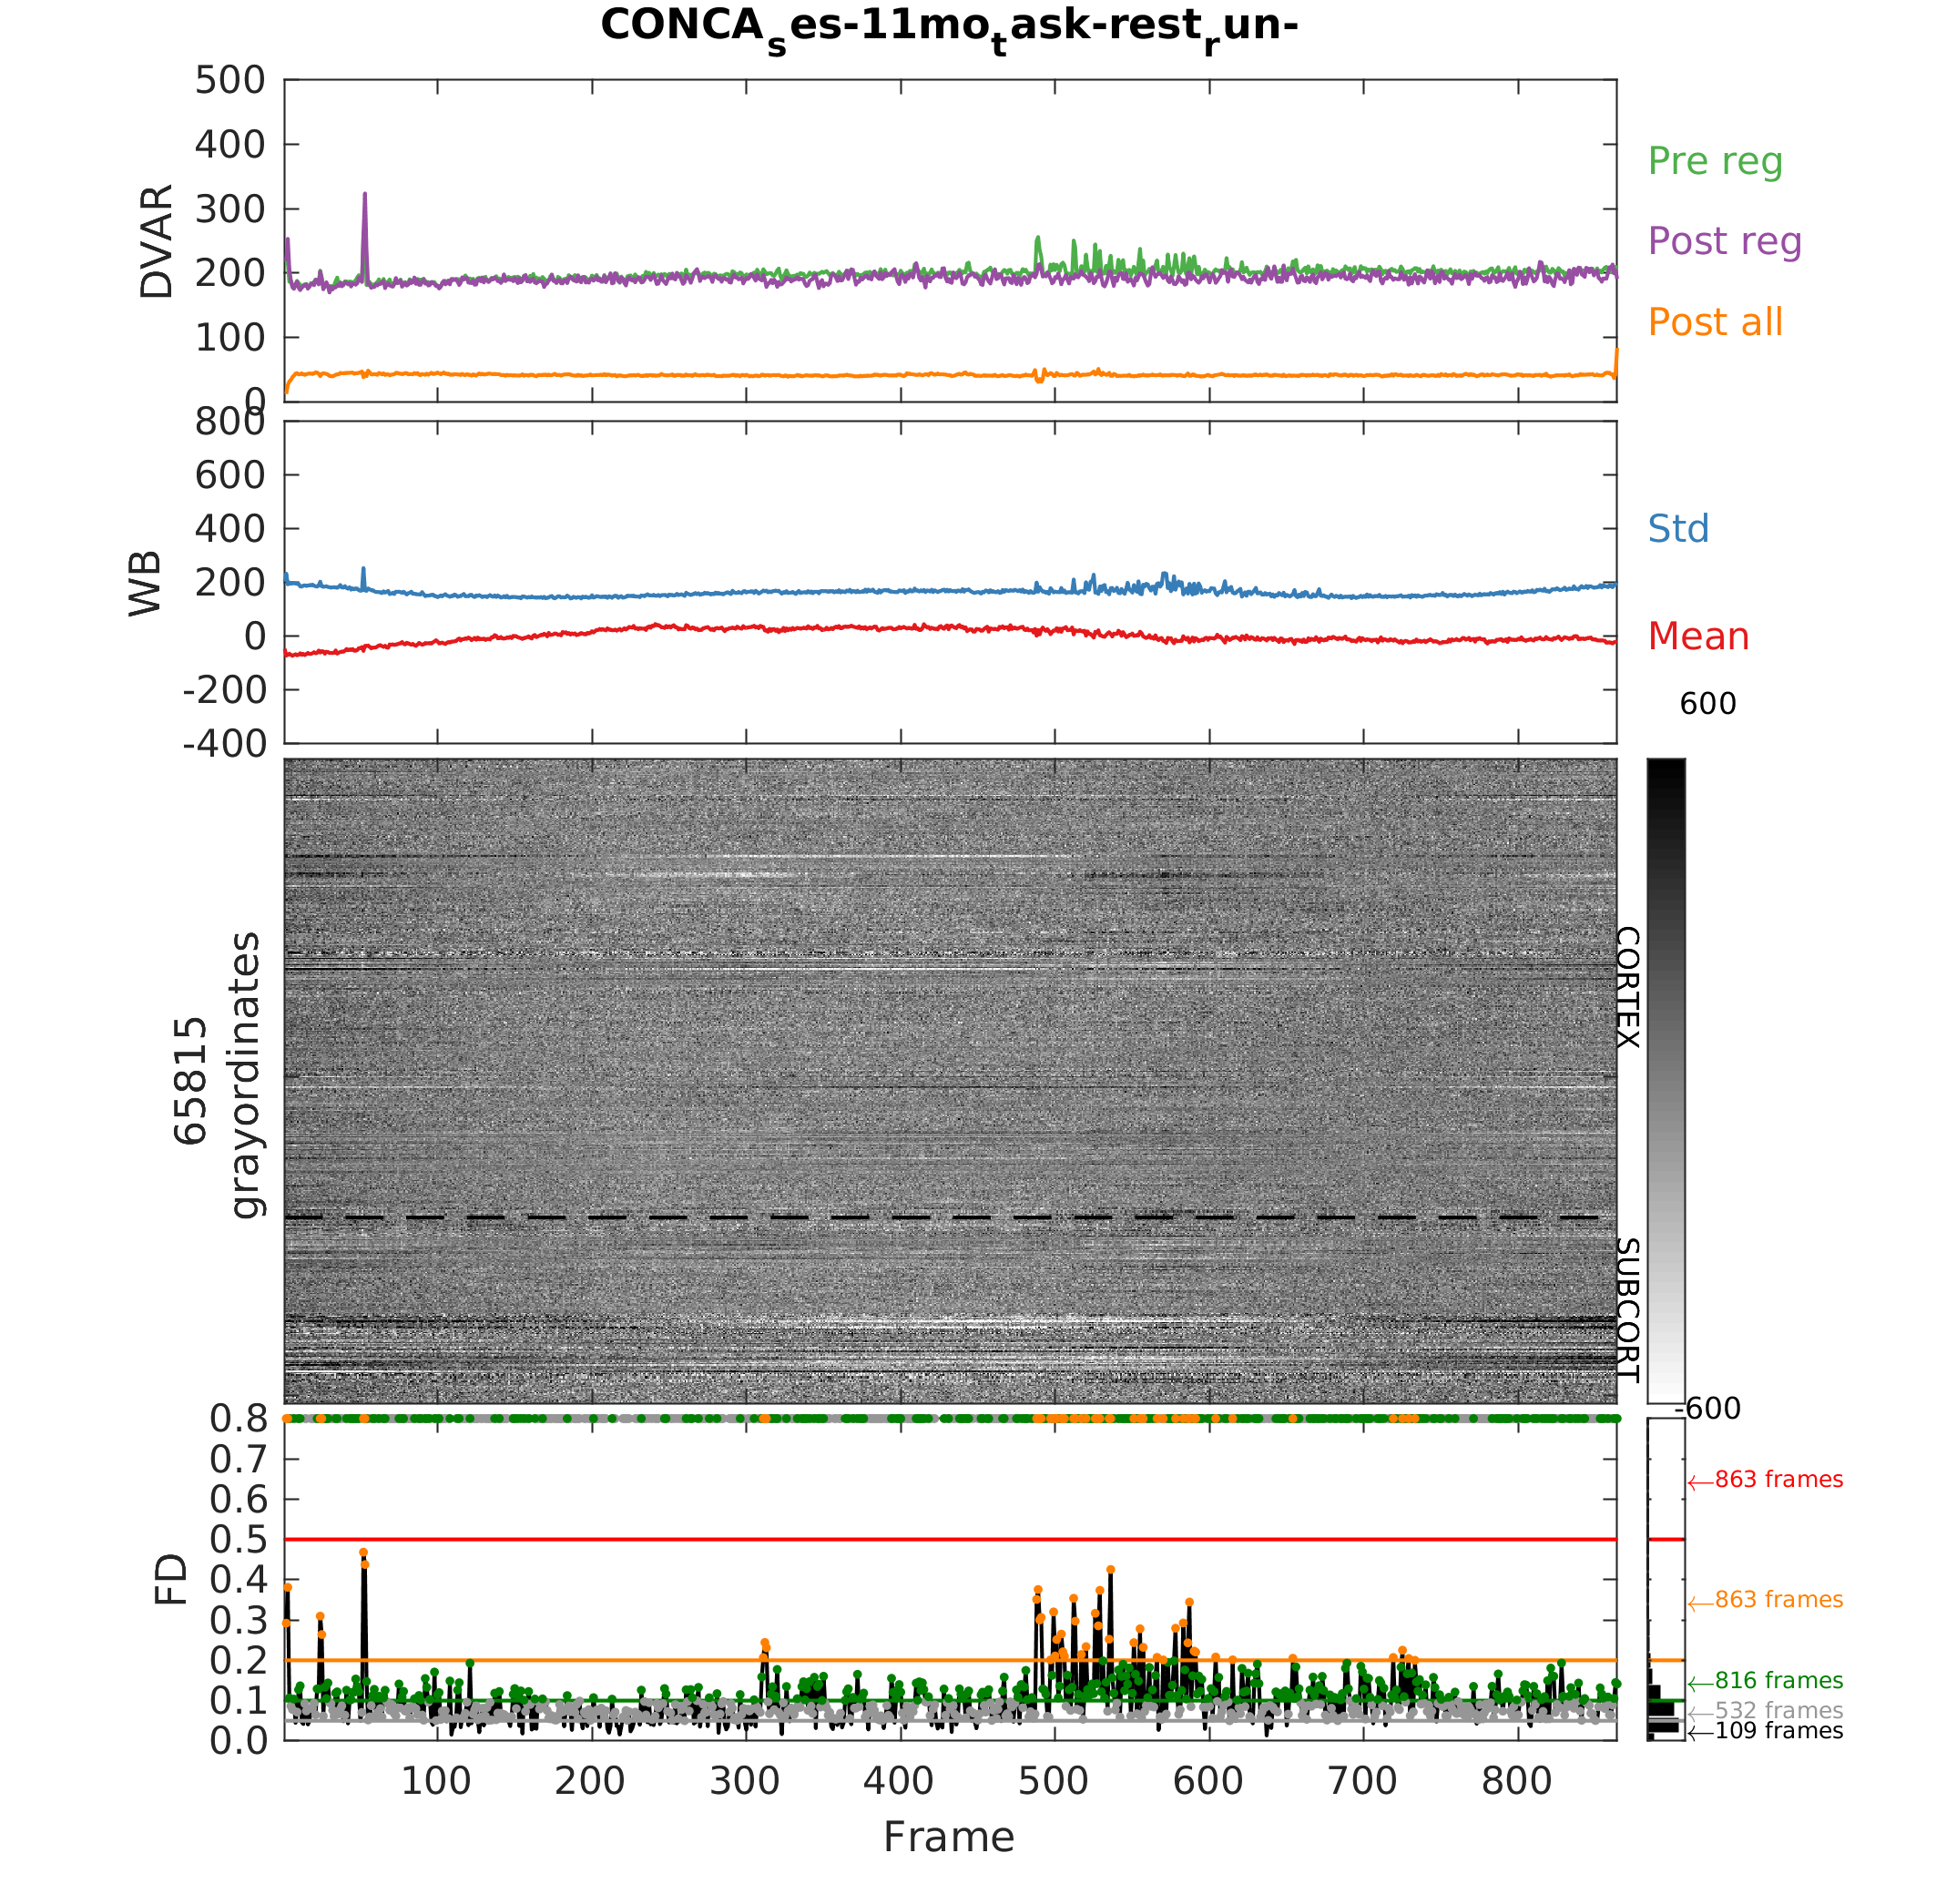 CONCA_ses-11mo_task-rest_run-
500
400
300
200
100
0
DVAR
Pre reg
Post reg
Post all
800
600
400
200
0
-200
-400
WB
Std
Mean
600
65815
grayordinates
CORTEX
SUBCORT
-600
0.8
0.7
0.6
0.5
0.4
0.3
0.2
0.1
0.0
FD
←863 frames
←863 frames
←816 frames
←532 frames
←109 frames
100 200 300 400 500 600 700 800
Frame